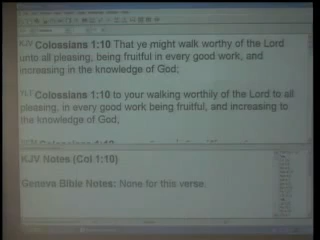 KJV Colossians 1:10 That ye might walk worthy of the Lord
unto all pleasing, being fruitful in every good work, and
increasing in the knowledge of God;
YLT Colossians 1:10 to your walking worthily of the Lord to all
pleasing, in every good work being fruitful, and increasing to
the knowledge of God,
KJV Notes (Col 1:10)
Geneva Bible Notes: None for this verse.